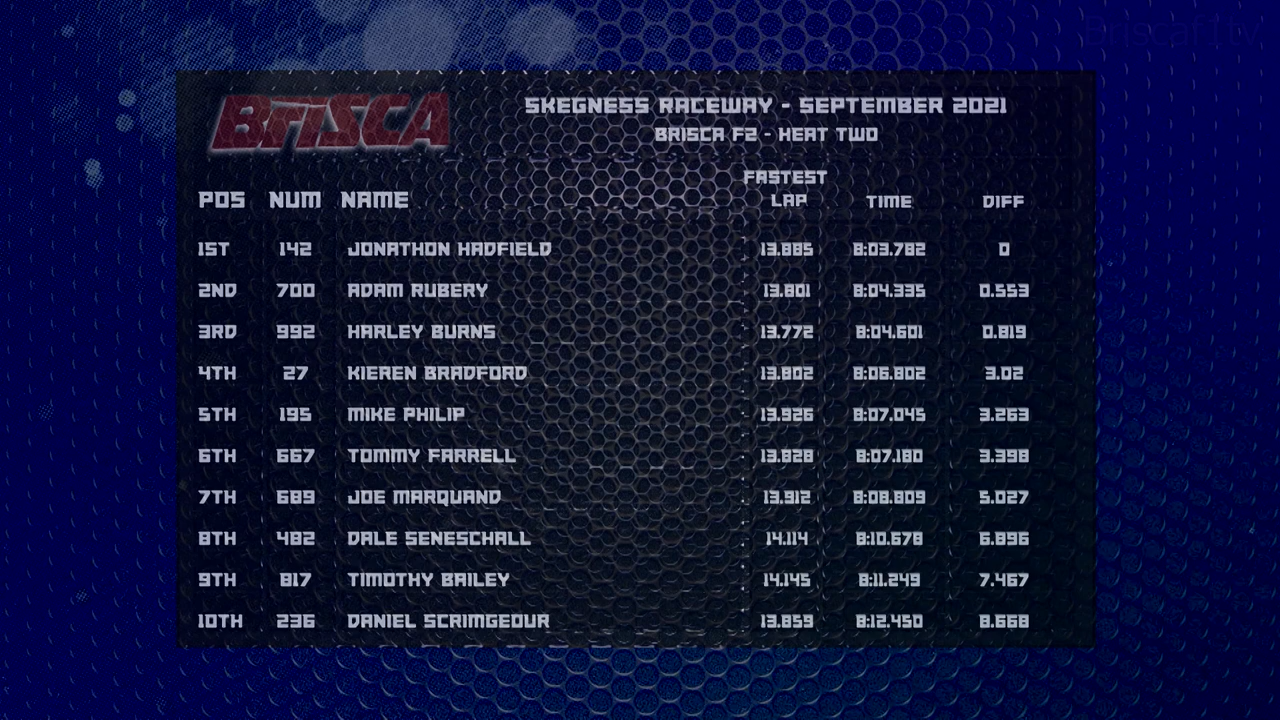 Briscaf1tv
BRISCA
SKEGNESS RACEWAY - SEPTEMBER 2021
BRISCA F2 - HEAT TWO
POS NUM NAME FASTEST LAP TIME DIFF
1ST 142 JONATHON HADFIELD 13.885 8:03.782 0
2ND 700 ADAM RUBERY 13.801 8:04.335 0.553
3RD 992 HARLEY BURNS 13.772 8:04.601 0.819
4TH 27 KIEREN BRADFORD 13.802 8:06.802 3.02
5TH 195 MIKE PHILIP 13.926 8:07.045 3.263
6TH 667 TOMMY FARRELL 13.828 8:07.180 3.398
7TH 689 JOE MARQUAND 13.912 8:08.809 5.027
8TH 482 DALE SENESCHALL 14.114 8:10.678 6.896
9TH 817 TIMOTHY BAILEY 14.145 8:11.249 7.467
10TH 236 DANIEL SCRIMGEOUR 13.859 8:12.450 8.668